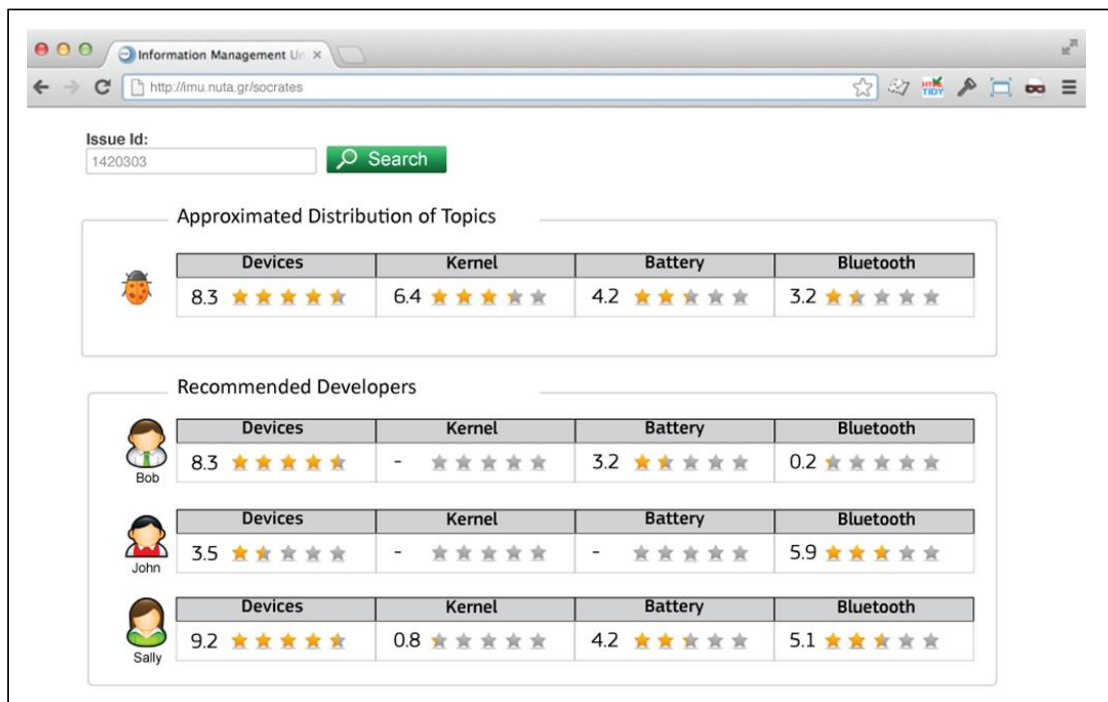 Information Management Un
http://imu.nuta.gr/socrates
Issue Id:
1420303
Search
Approximated Distribution of Topics
Devices Kernel Battery Bluetooth
8.3 6.4 4.2 3.2
Recommended Developers
Devices Kernel Battery Bluetooth
8.3 - 3.2 0.2
Bob
Devices Kernel Battery Bluetooth
3.5 - - 5.9
John
Devices Kernel Battery Bluetooth
9.2 0.8 4.2 5.1
Sally